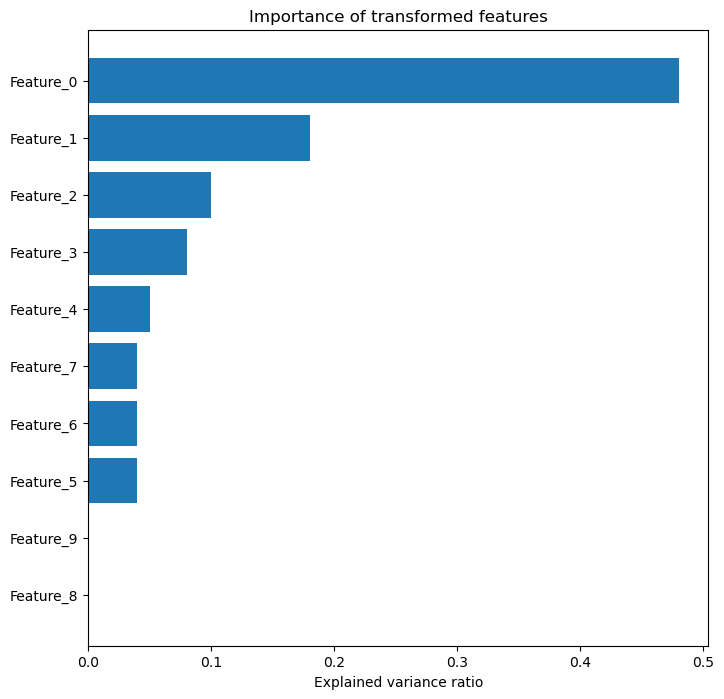 Importance of transformed features
Feature_0
Feature_1
Feature_2
Feature_3
Feature_4
Feature_7
Feature_6
Feature_5
Feature_9
Feature_8
0.0 0.1 0.2 0.3 0.4 0.5
Explained variance ratio